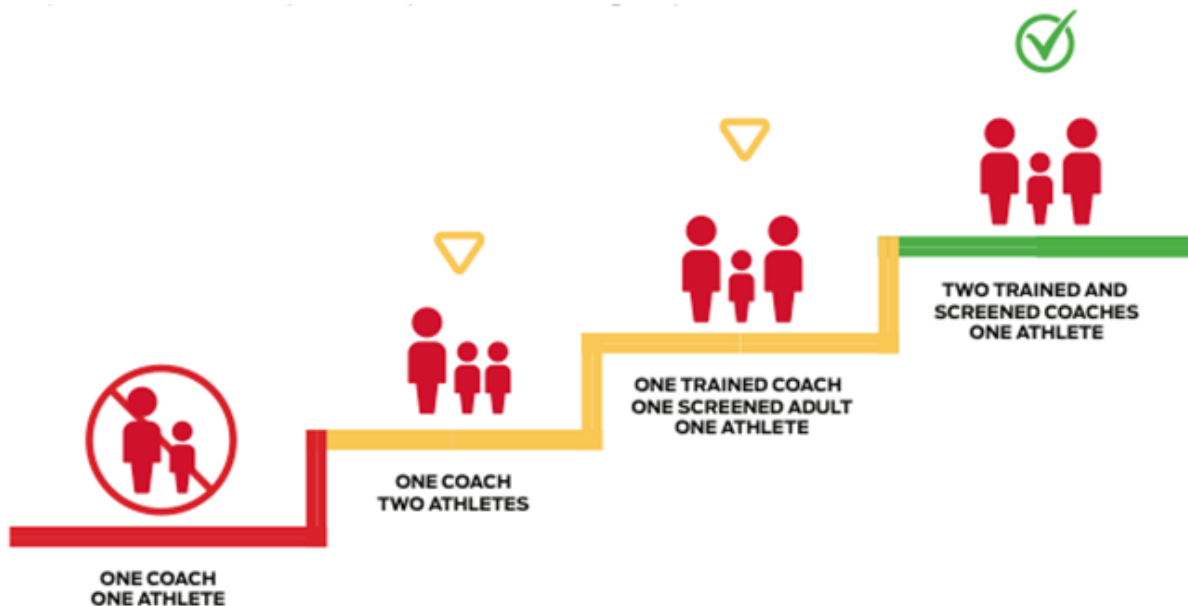 ONE COACH
ONE ATHLETE
ONE COACH
TWO ATHLETES
ONE TRAINED COACH
ONE SCREENED ADULT
ONE ATHLETE
TWO TRAINED AND
SCREENED COACHES
ONE ATHLETE